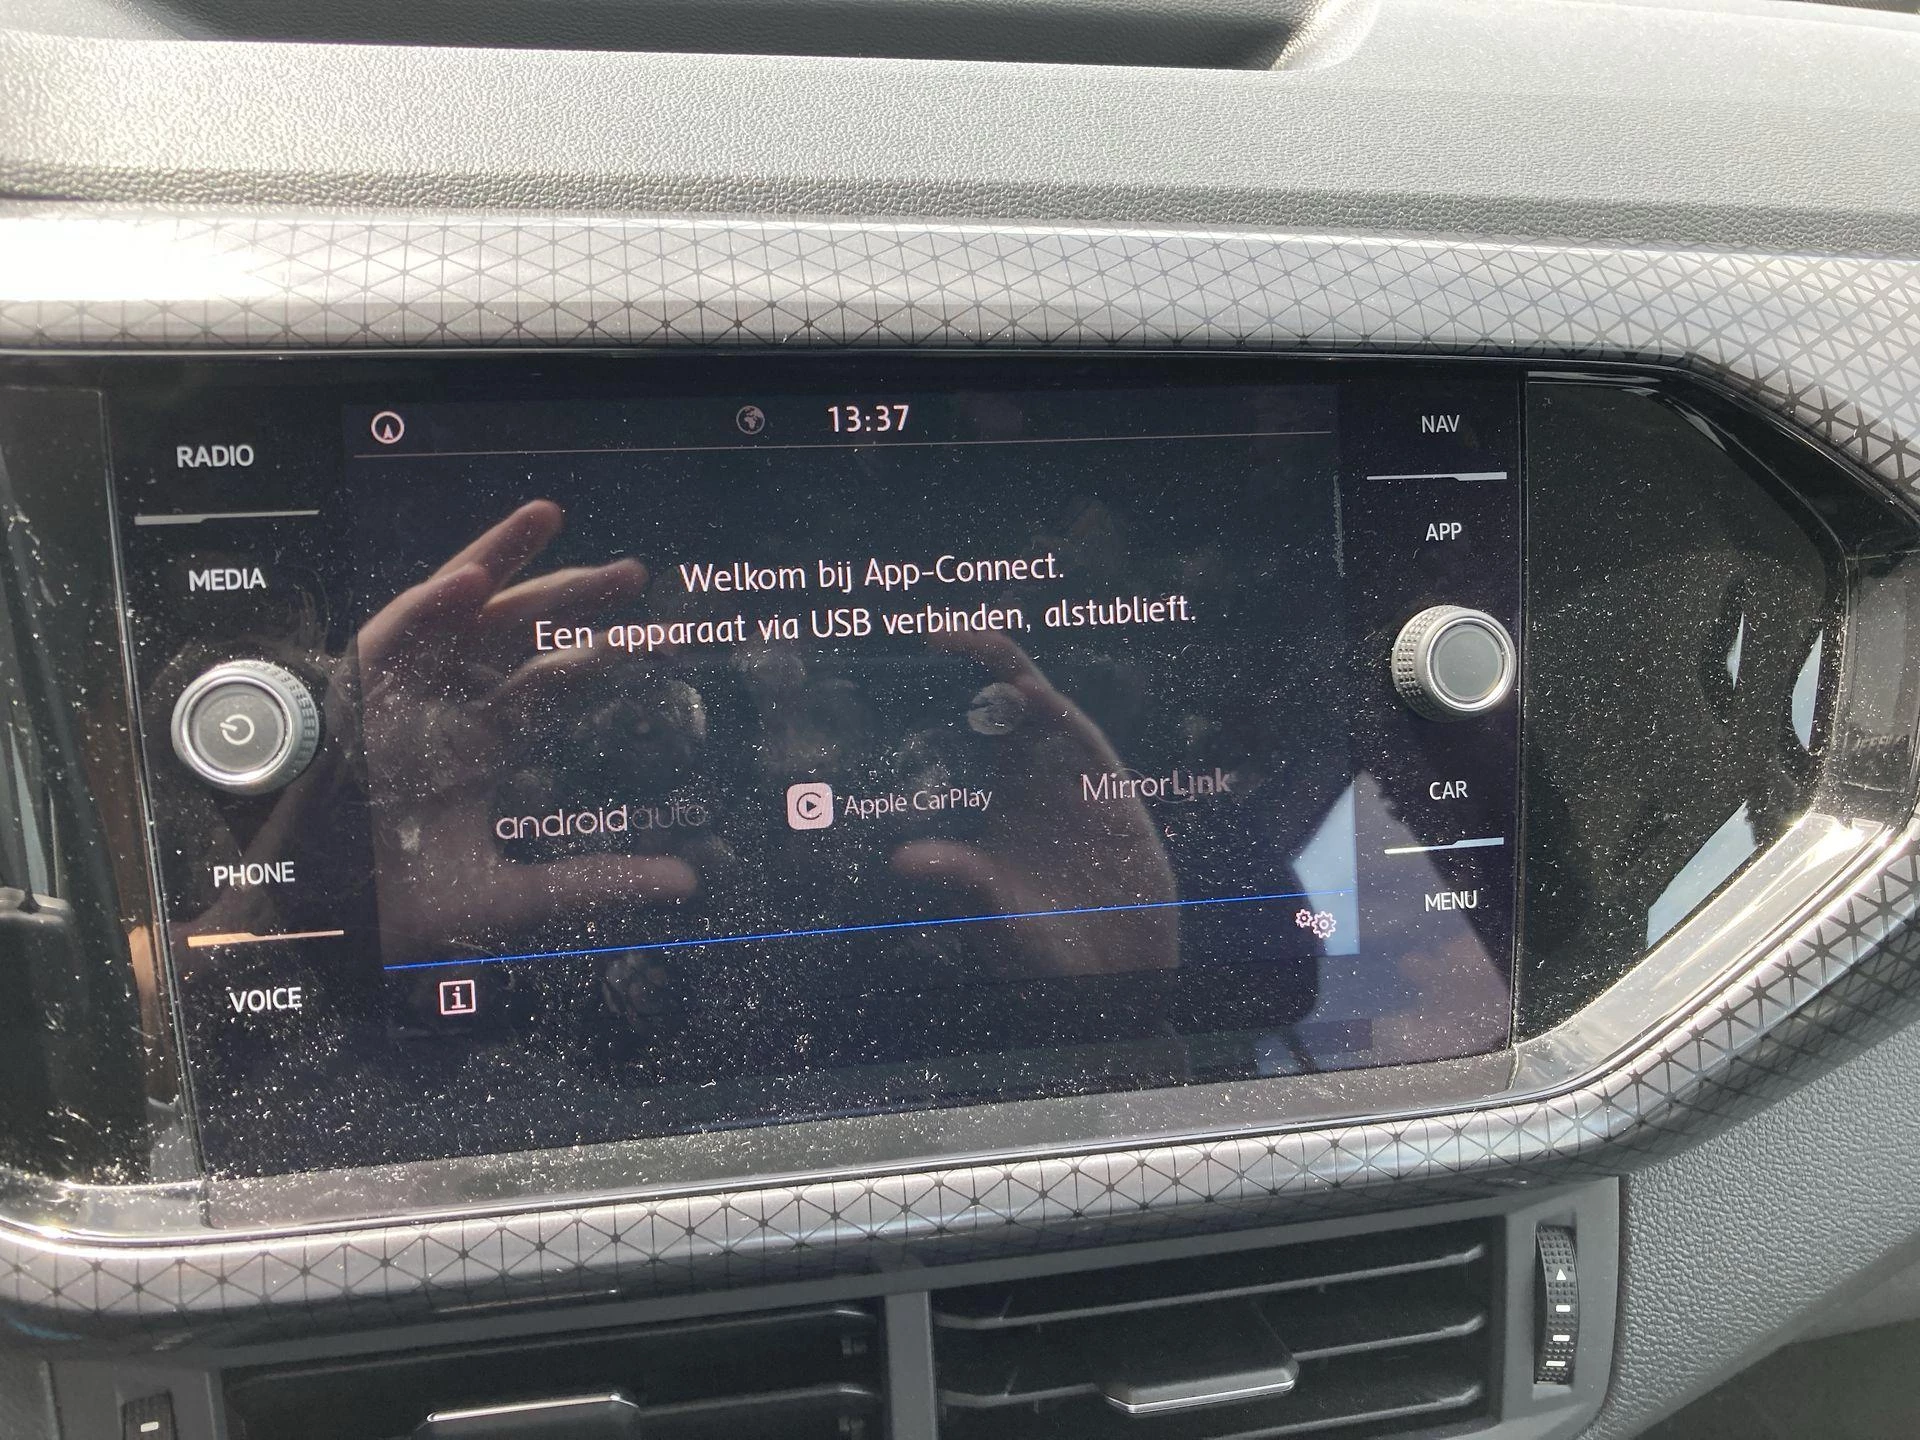 13:37
RADIO
MEDIA
PHONE
VOICE
Welkom bij App-Connect.
Een apparaat via USB verbinden, alstublieft.
androidauto
Apple CarPlay
MirrorLink
i
NAV
APP
CAR
MENU